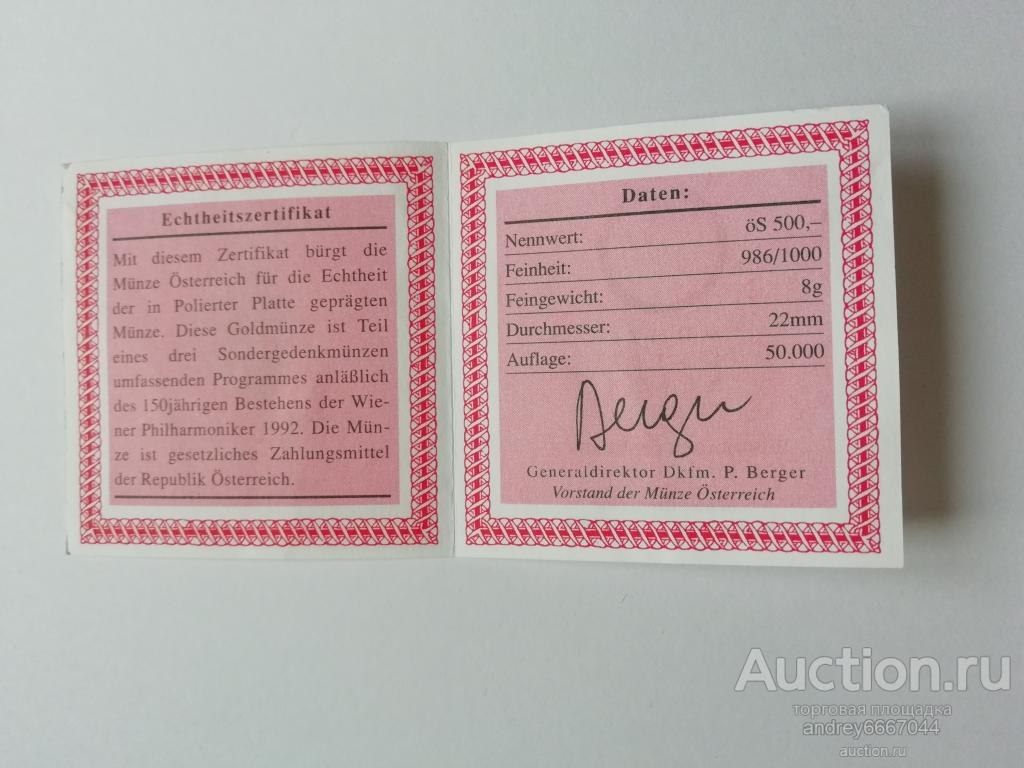 Echtheitszertifikat
Mit diesem Zertifikat bürgt die
Münze Österreich für die Echtheit
der in Polierter Platte geprägten
Münze. Diese Goldmünze ist Teil
eines drei Sondergedenkmünzen
umfassenden Programmes anläßlich
des 150jährigen Bestehens der Wie-
ner Philharmoniker 1992. Die Mün-
ze ist gesetzliches Zahlungsmittel
der Republik Österreich.
Daten:
Nennwert: öS 500,–
Feinheit: 986/1000
Feingewicht: 8g
Durchmesser: 22mm
Auflage: 50.000
Berger
Generaldirektor Dkfm. P. Berger
Vorstand der Münze Österreich
Auction.ru
торговая площадка
andrey6667044
auction.ru